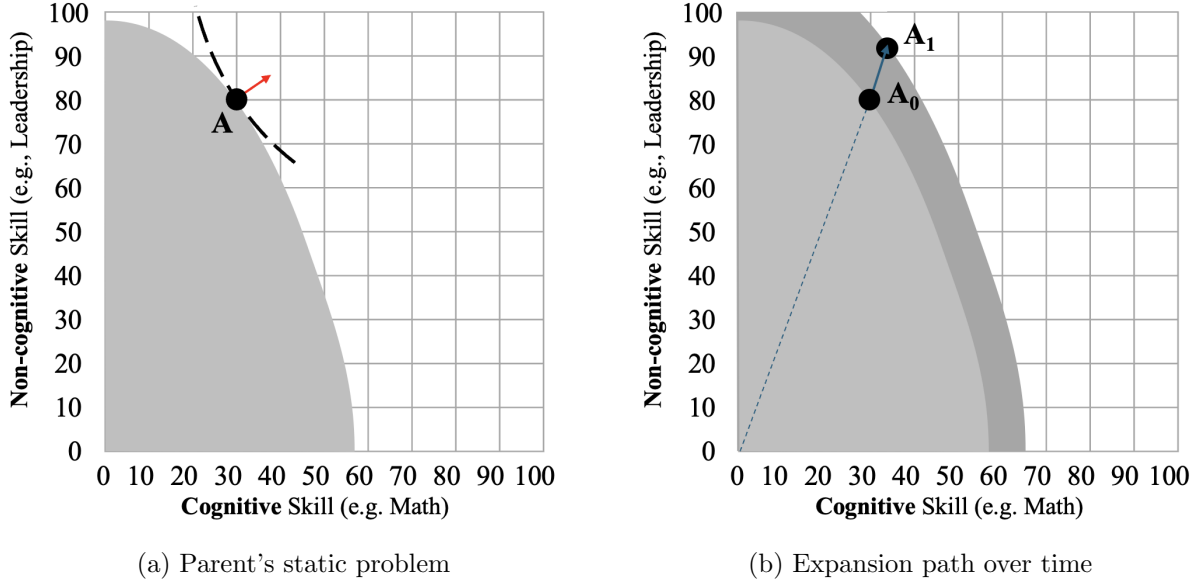 100
90
80
70
60
50
40
30
20
10
0
Non-cognitive Skill (e.g., Leadership)
A
0 10 20 30 40 50 60 70 80 90 100
Cognitive Skill (e.g. Math)
(a) Parent's static problem
100
90
80
70
60
50
40
30
20
10
0
Non-cognitive Skill (e.g., Leadership)
A1
A0
0 10 20 30 40 50 60 70 80 90 100
Cognitive Skill (e.g. Math)
(b) Expansion path over time